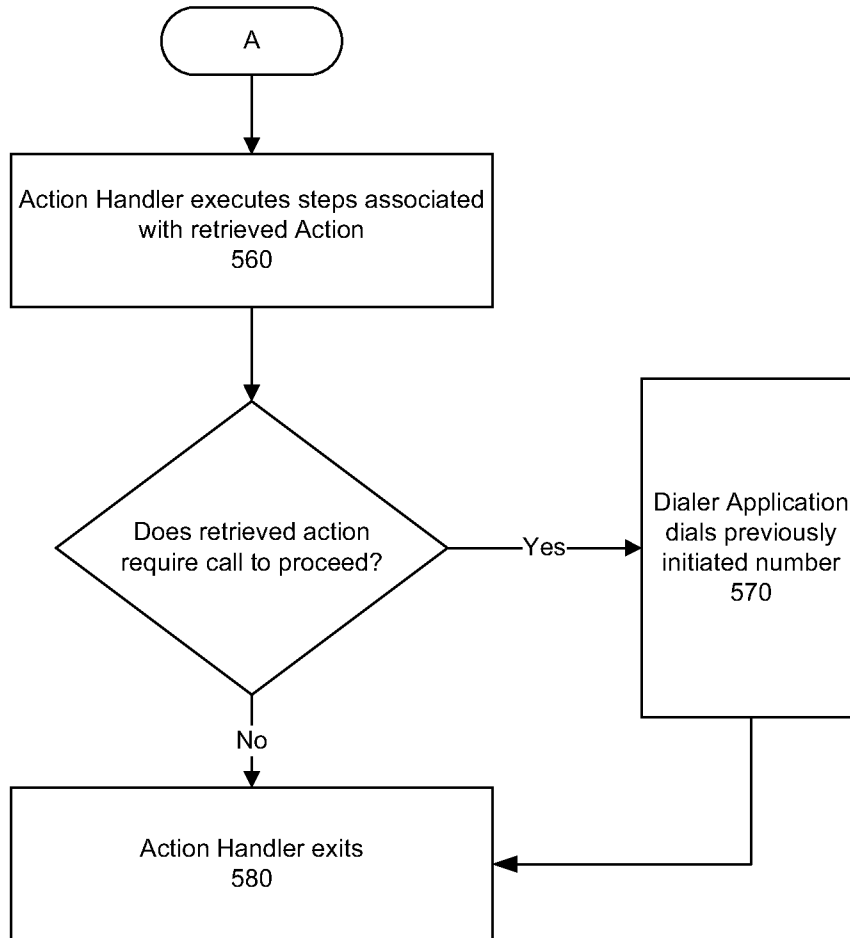 A
Action Handler executes steps associated
with retrieved Action
560
Does retrieved action
require call to proceed?
Yes
Dialer Application
dials previously
initiated number
570
No
Action Handler exits
580